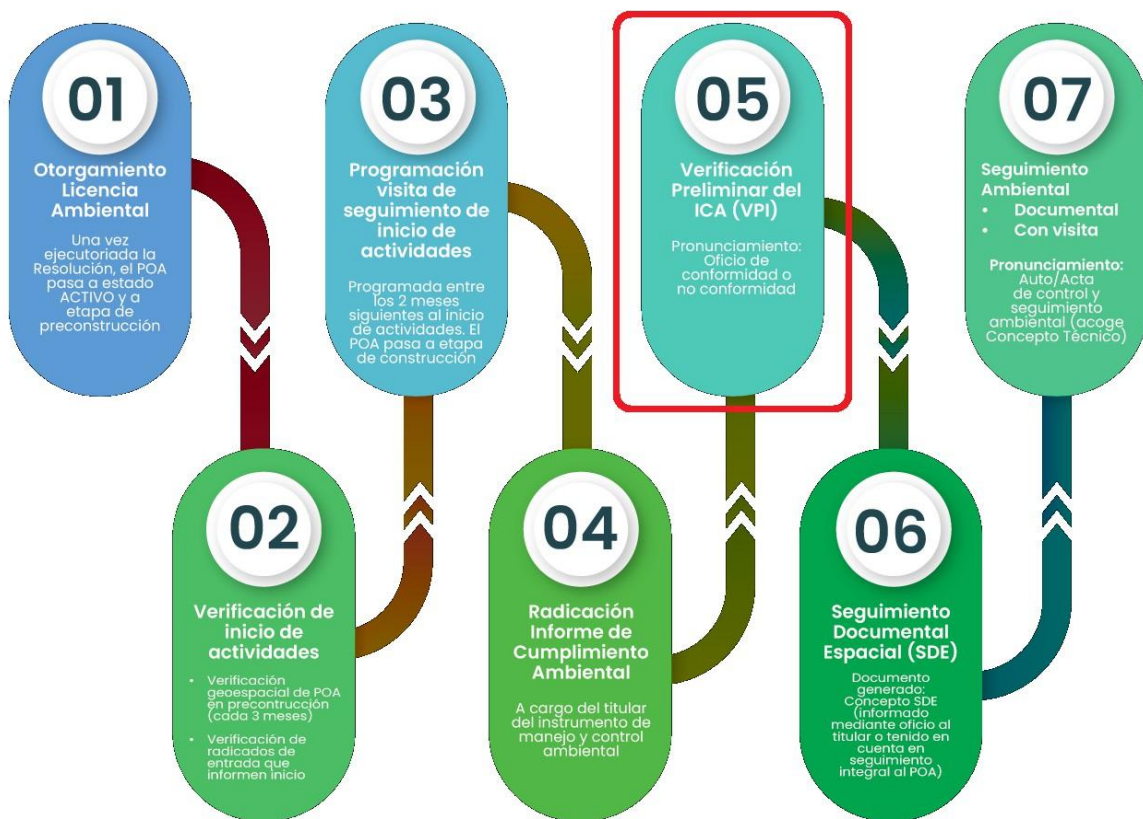 01
Otorgamiento
Licencia
Ambiental
Una vez
ejecutoriada la
Resolución, el POA
pasa a estado
ACTIVO y a
etapa de
preconstrucción
02
Verificación de
inicio de
actividades
• Verificación
geoespacial de POA
en precontrucción
(cada 3 meses)
• Verificación de
radicados de
entrada que
informen inicio
03
Programación
visita de
seguimiento de
inicio de
actividades
Programada entre
los 2 meses
siguientes al inicio
de actividades. El
POA pasa a etapa
de construcción
04
Radicación
Informe de
Cumplimiento
Ambiental
A cargo del titular
del instrumento de
manejo y control
ambiental
05
Verificación
Preliminar del
ICA (VPI)
Pronunciamiento:
Oficio de
conformidad o
no conformidad
06
Seguimiento
Documental
Espacial (SDE)
Documento
generado:
Concepto SDE
(informado
mediante oficio al
titular o tenido en
cuenta en
seguimiento
integral al POA)
07
Seguimiento
Ambiental
• Documental
• Con visita
Pronunciamiento:
Auto/Acta
de control y
seguimiento
ambiental (acoge
Concepto Técnico)